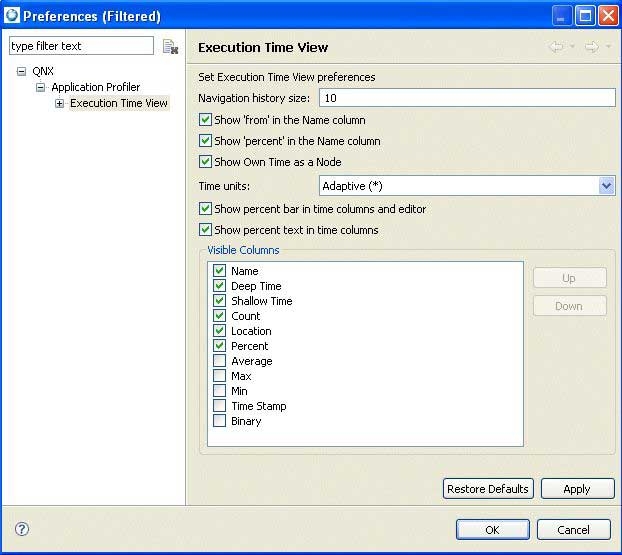 Preferences (Filtered)
type filter text
QNX
Application Profiler
Execution Time View
Execution Time View
Set Execution Time View preferences
Navigation history size: 10
Show 'from' in the Name column
Show 'percent' in the Name column
Show Own Time as a Node
Time units: Adaptive (*)
Show percent bar in time columns and editor
Show percent text in time columns
Visible Columns
Name
Deep Time
Shallow Time
Count
Location
Percent
Average
Max
Min
Time Stamp
Binary
Up
Down
Restore Defaults Apply
? OK Cancel